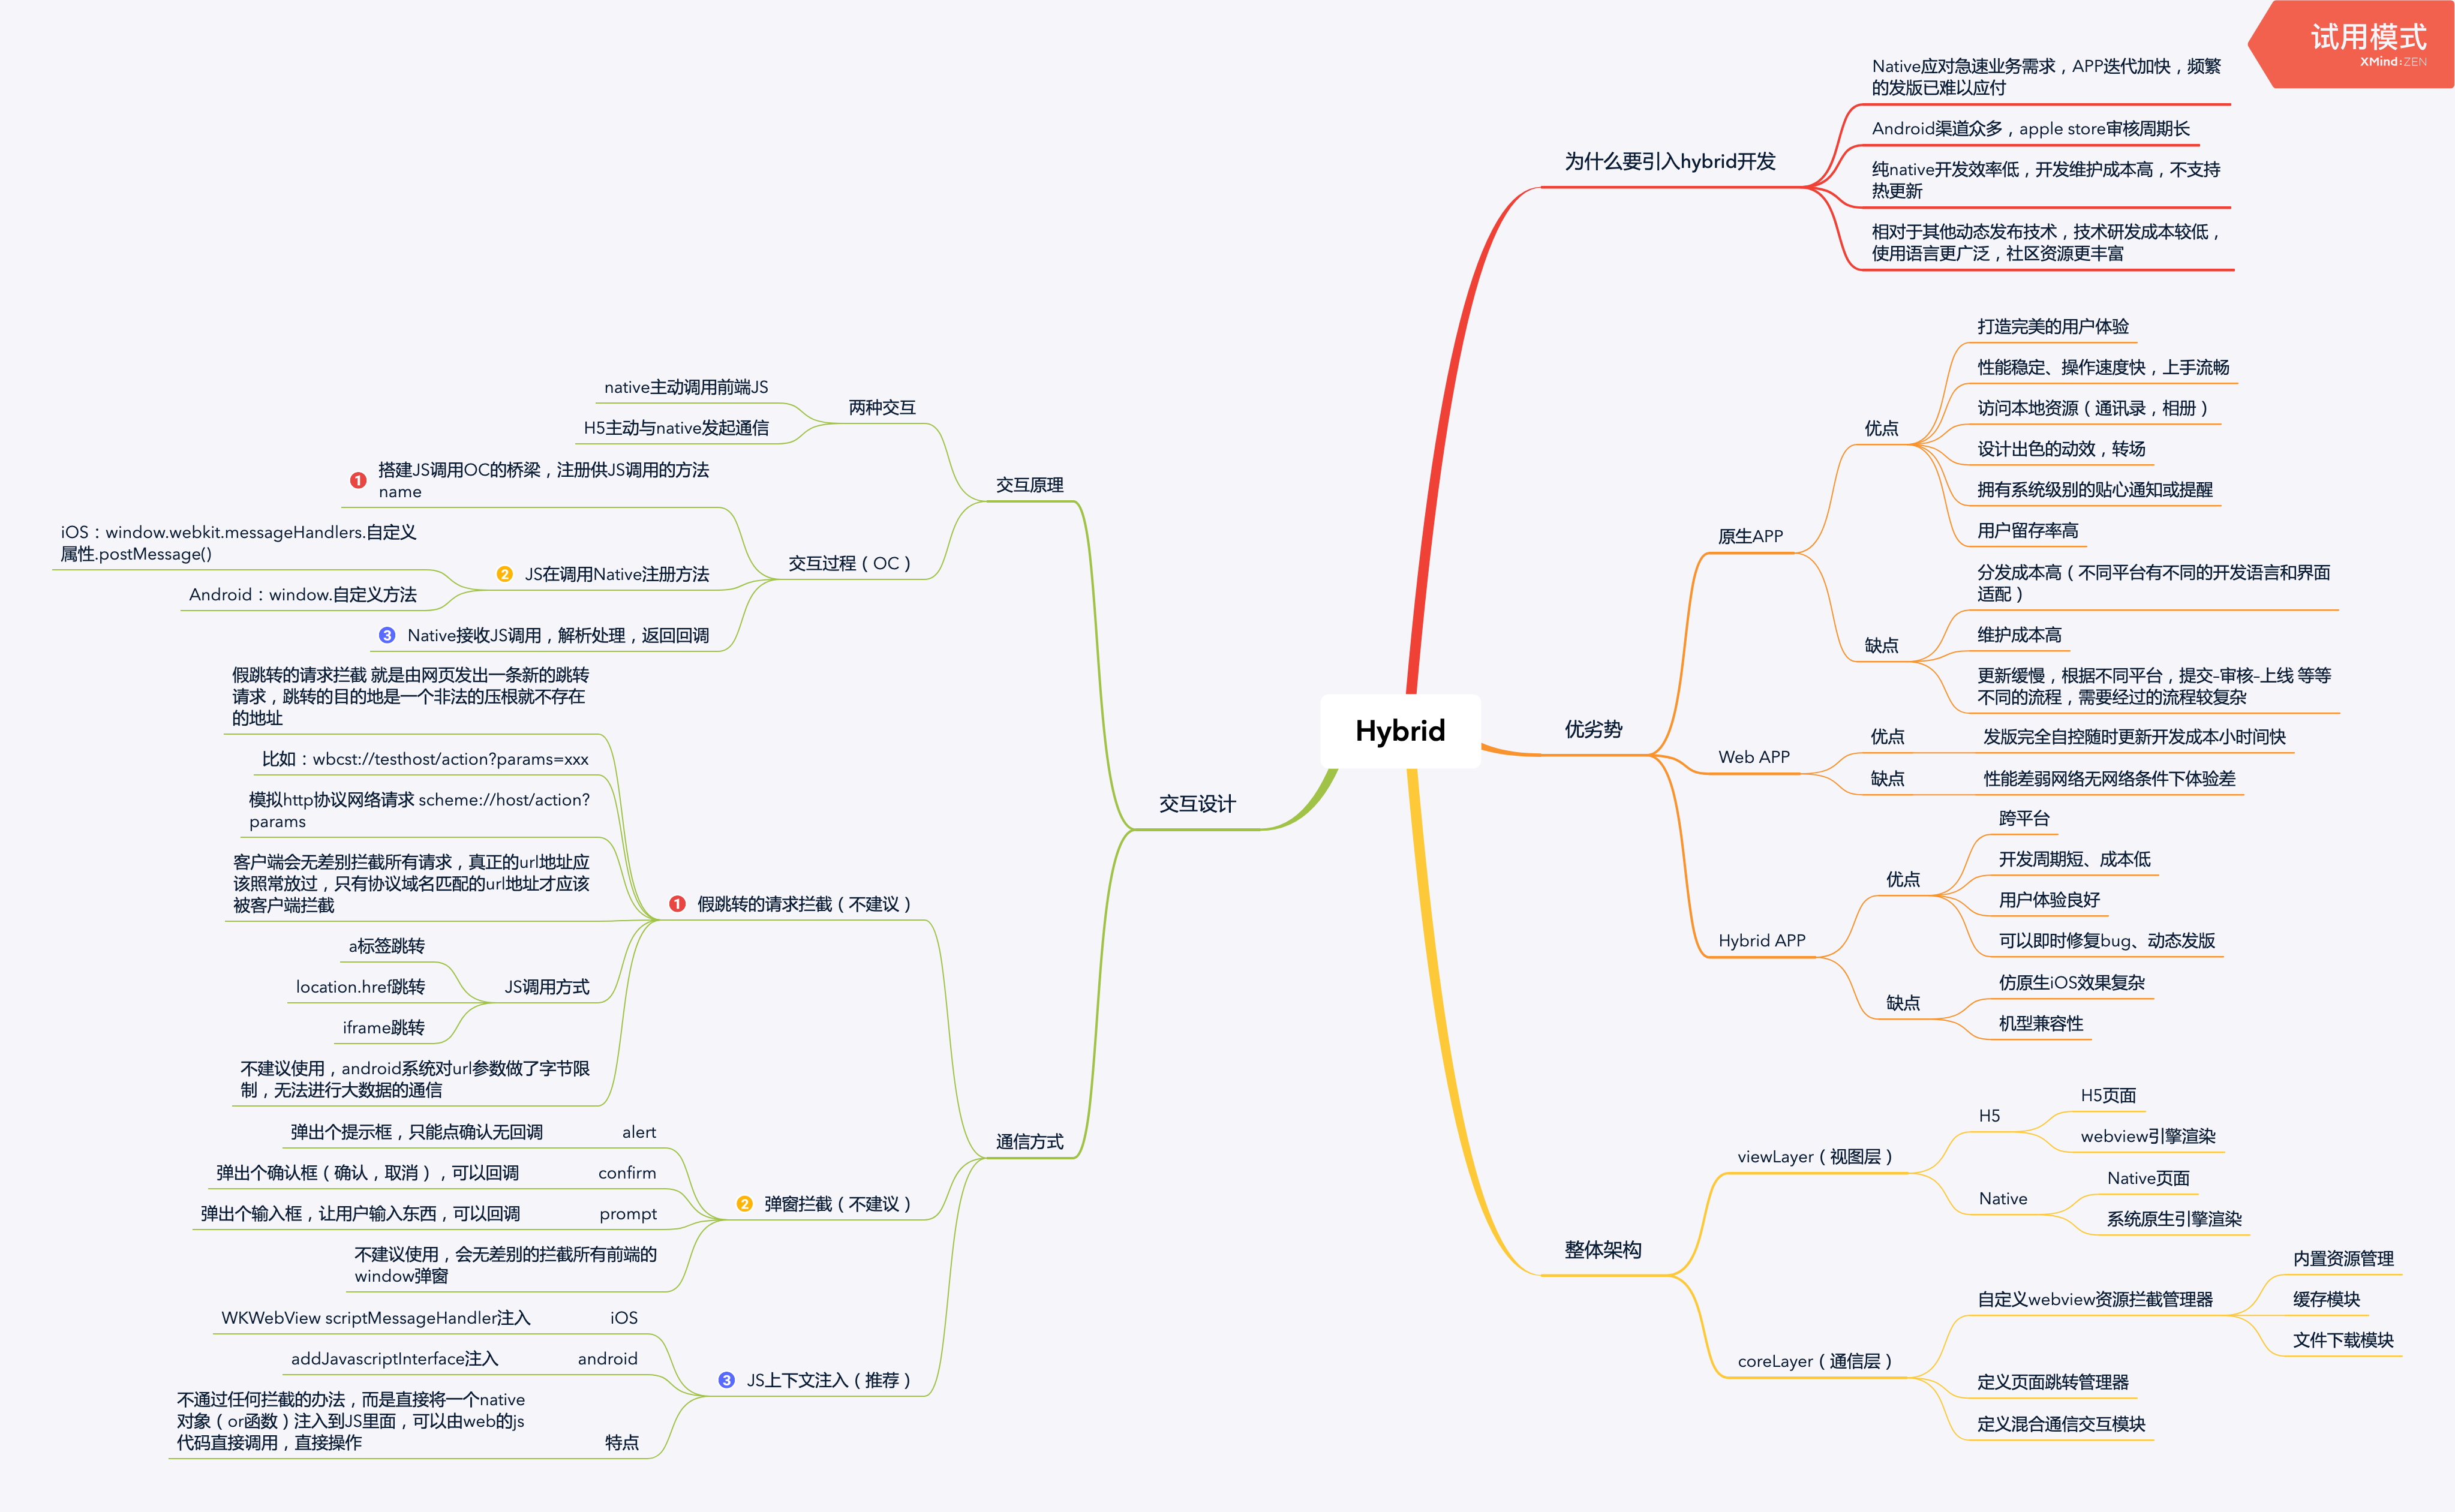 试用模式
XMind:ZEN
Hybrid
为什么要引入hybrid开发
Native应对急速业务需求，APP迭代加快，频繁
的发版已难以应付
Android渠道众多，apple store审核周期长
纯native开发效率低，开发维护成本高，不支持
热更新
相对于其他动态发布技术，技术研发成本较低，
使用语言更广泛，社区资源更丰富
优劣势
原生APP
优点
打造完美的用户体验
性能稳定、操作速度快，上手流畅
访问本地资源（通讯录，相册）
设计出色的动效，转场
拥有系统级别的贴心通知或提醒
用户留存率高
缺点
分发成本高（不同平台有不同的开发语言和界面
适配）
维护成本高
更新缓慢，根据不同平台，提交-审核-上线 等等
不同的流程，需要经过的流程较复杂
Web APP
优点
发版完全自控随时更新开发成本小时间快
缺点
性能差弱网络无网络条件下体验差
Hybrid APP
优点
跨平台
开发周期短、成本低
用户体验良好
可以即时修复bug、动态发版
缺点
仿原生iOS效果复杂
机型兼容性
整体架构
viewLayer（视图层）
H5
H5页面
webview引擎渲染
Native
Native页面
系统原生引擎渲染
coreLayer（通信层）
自定义webview资源拦截管理器
内置资源管理
缓存模块
文件下载模块
定义页面跳转管理器
定义混合通信交互模块
交互设计
交互原理
两种交互
native主动调用前端JS
H5主动与native发起通信
交互过程（OC）
1 搭建JS调用OC的桥梁，注册供JS调用的方法
name
2 JS在调用Native注册方法
iOS：window.webkit.messageHandlers.自定义
属性.postMessage()
Android：window.自定义方法
3 Native接收JS调用，解析处理，返回回调
通信方式
1 假跳转的请求拦截（不建议）
假跳转的请求拦截 就是由网页发出一条新的跳转
请求，跳转的目的地是一个非法的压根就不存在
的地址
比如：wbcst://testhost/action?params=xxx
模拟http协议网络请求 scheme://host/action?
params
客户端会无差别拦截所有请求，真正的url地址应
该照常放过，只有协议域名匹配的url地址才应该
被客户端拦截
JS调用方式
a标签跳转
location.href跳转
iframe跳转
不建议使用，android系统对url参数做了字节限
制，无法进行大数据的通信
2 弹窗拦截（不建议）
alert
弹出个提示框，只能点确认无回调
confirm
弹出个确认框（确认，取消），可以回调
prompt
弹出个输入框，让用户输入东西，可以回调
不建议使用，会无差别的拦截所有前端的
window弹窗
3 JS上下文注入（推荐）
iOS
WKWebView scriptMessageHandler注入
android
addJavascriptInterface注入
特点
不通过任何拦截的办法，而是直接将一个native
对象（or函数）注入到JS里面，可以由web的js
代码直接调用，直接操作